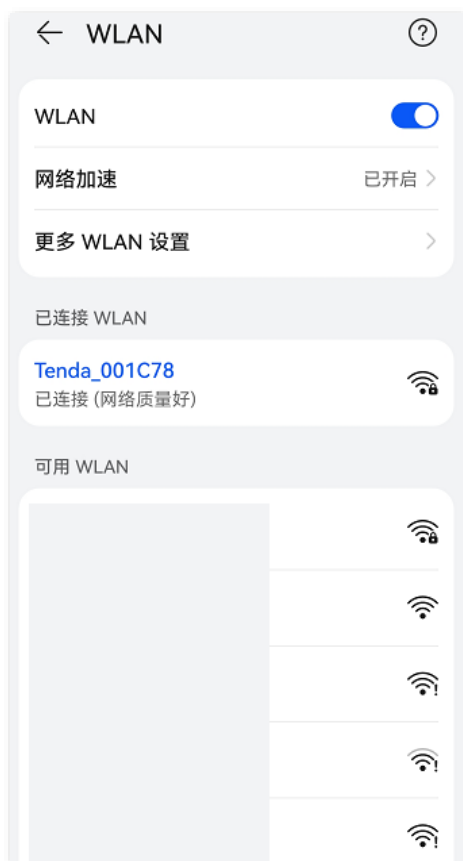 WLAN
WLAN
网络加速
已开启
更多 WLAN 设置
已连接 WLAN
Tenda_001C78
已连接 (网络质量好)
可用 WLAN